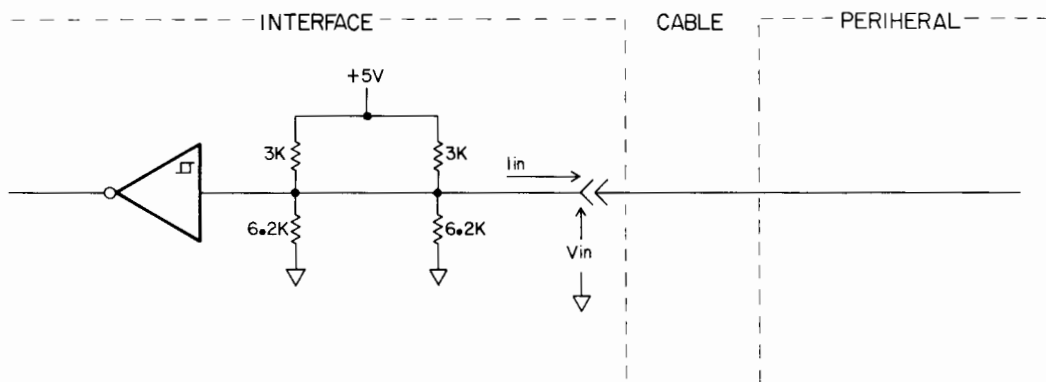 INTERFACE CABLE PERIHERAL
+5V
3K 3K
Iin
6.2K 6.2K
Vin